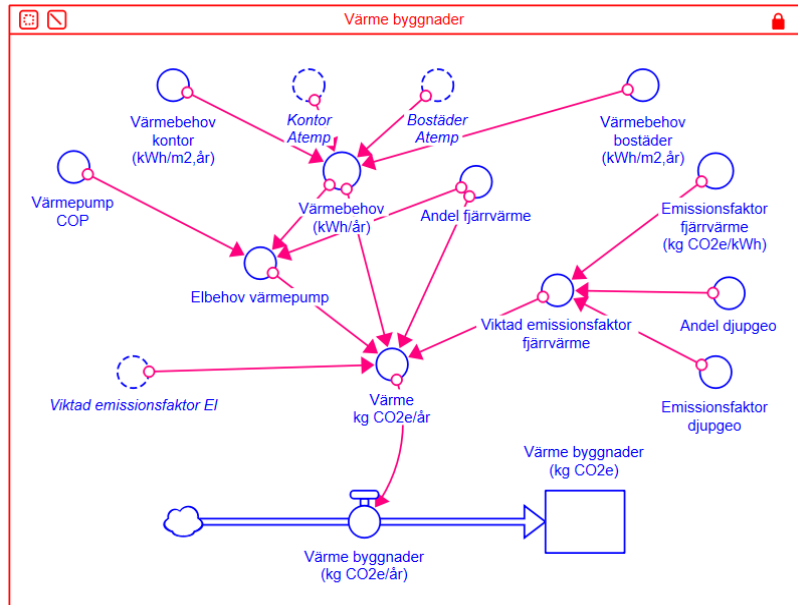 Värme byggnader
Värmebehov
kontor
(kWh/m2,år)
Kontor
Atemp
Bostäder
Atemp
Värmebehov
bostäder
(kWh/m2,år)
Värmepump
COP
Värmebehov
(kWh/år)
Andel fjärrvärme
Emissionsfaktor
fjärrvärme
(kg CO2e/kWh)
Elbehov värmepump
Viktad emissionsfaktor
fjärrvärme
Andel djupgeo
Viktad emissionsfaktor El
Värme
kg CO2e/år
Emissionsfaktor
djupgeo
Värme byggnader
(kg CO2e)
Värme byggnader
(kg CO2e/år)